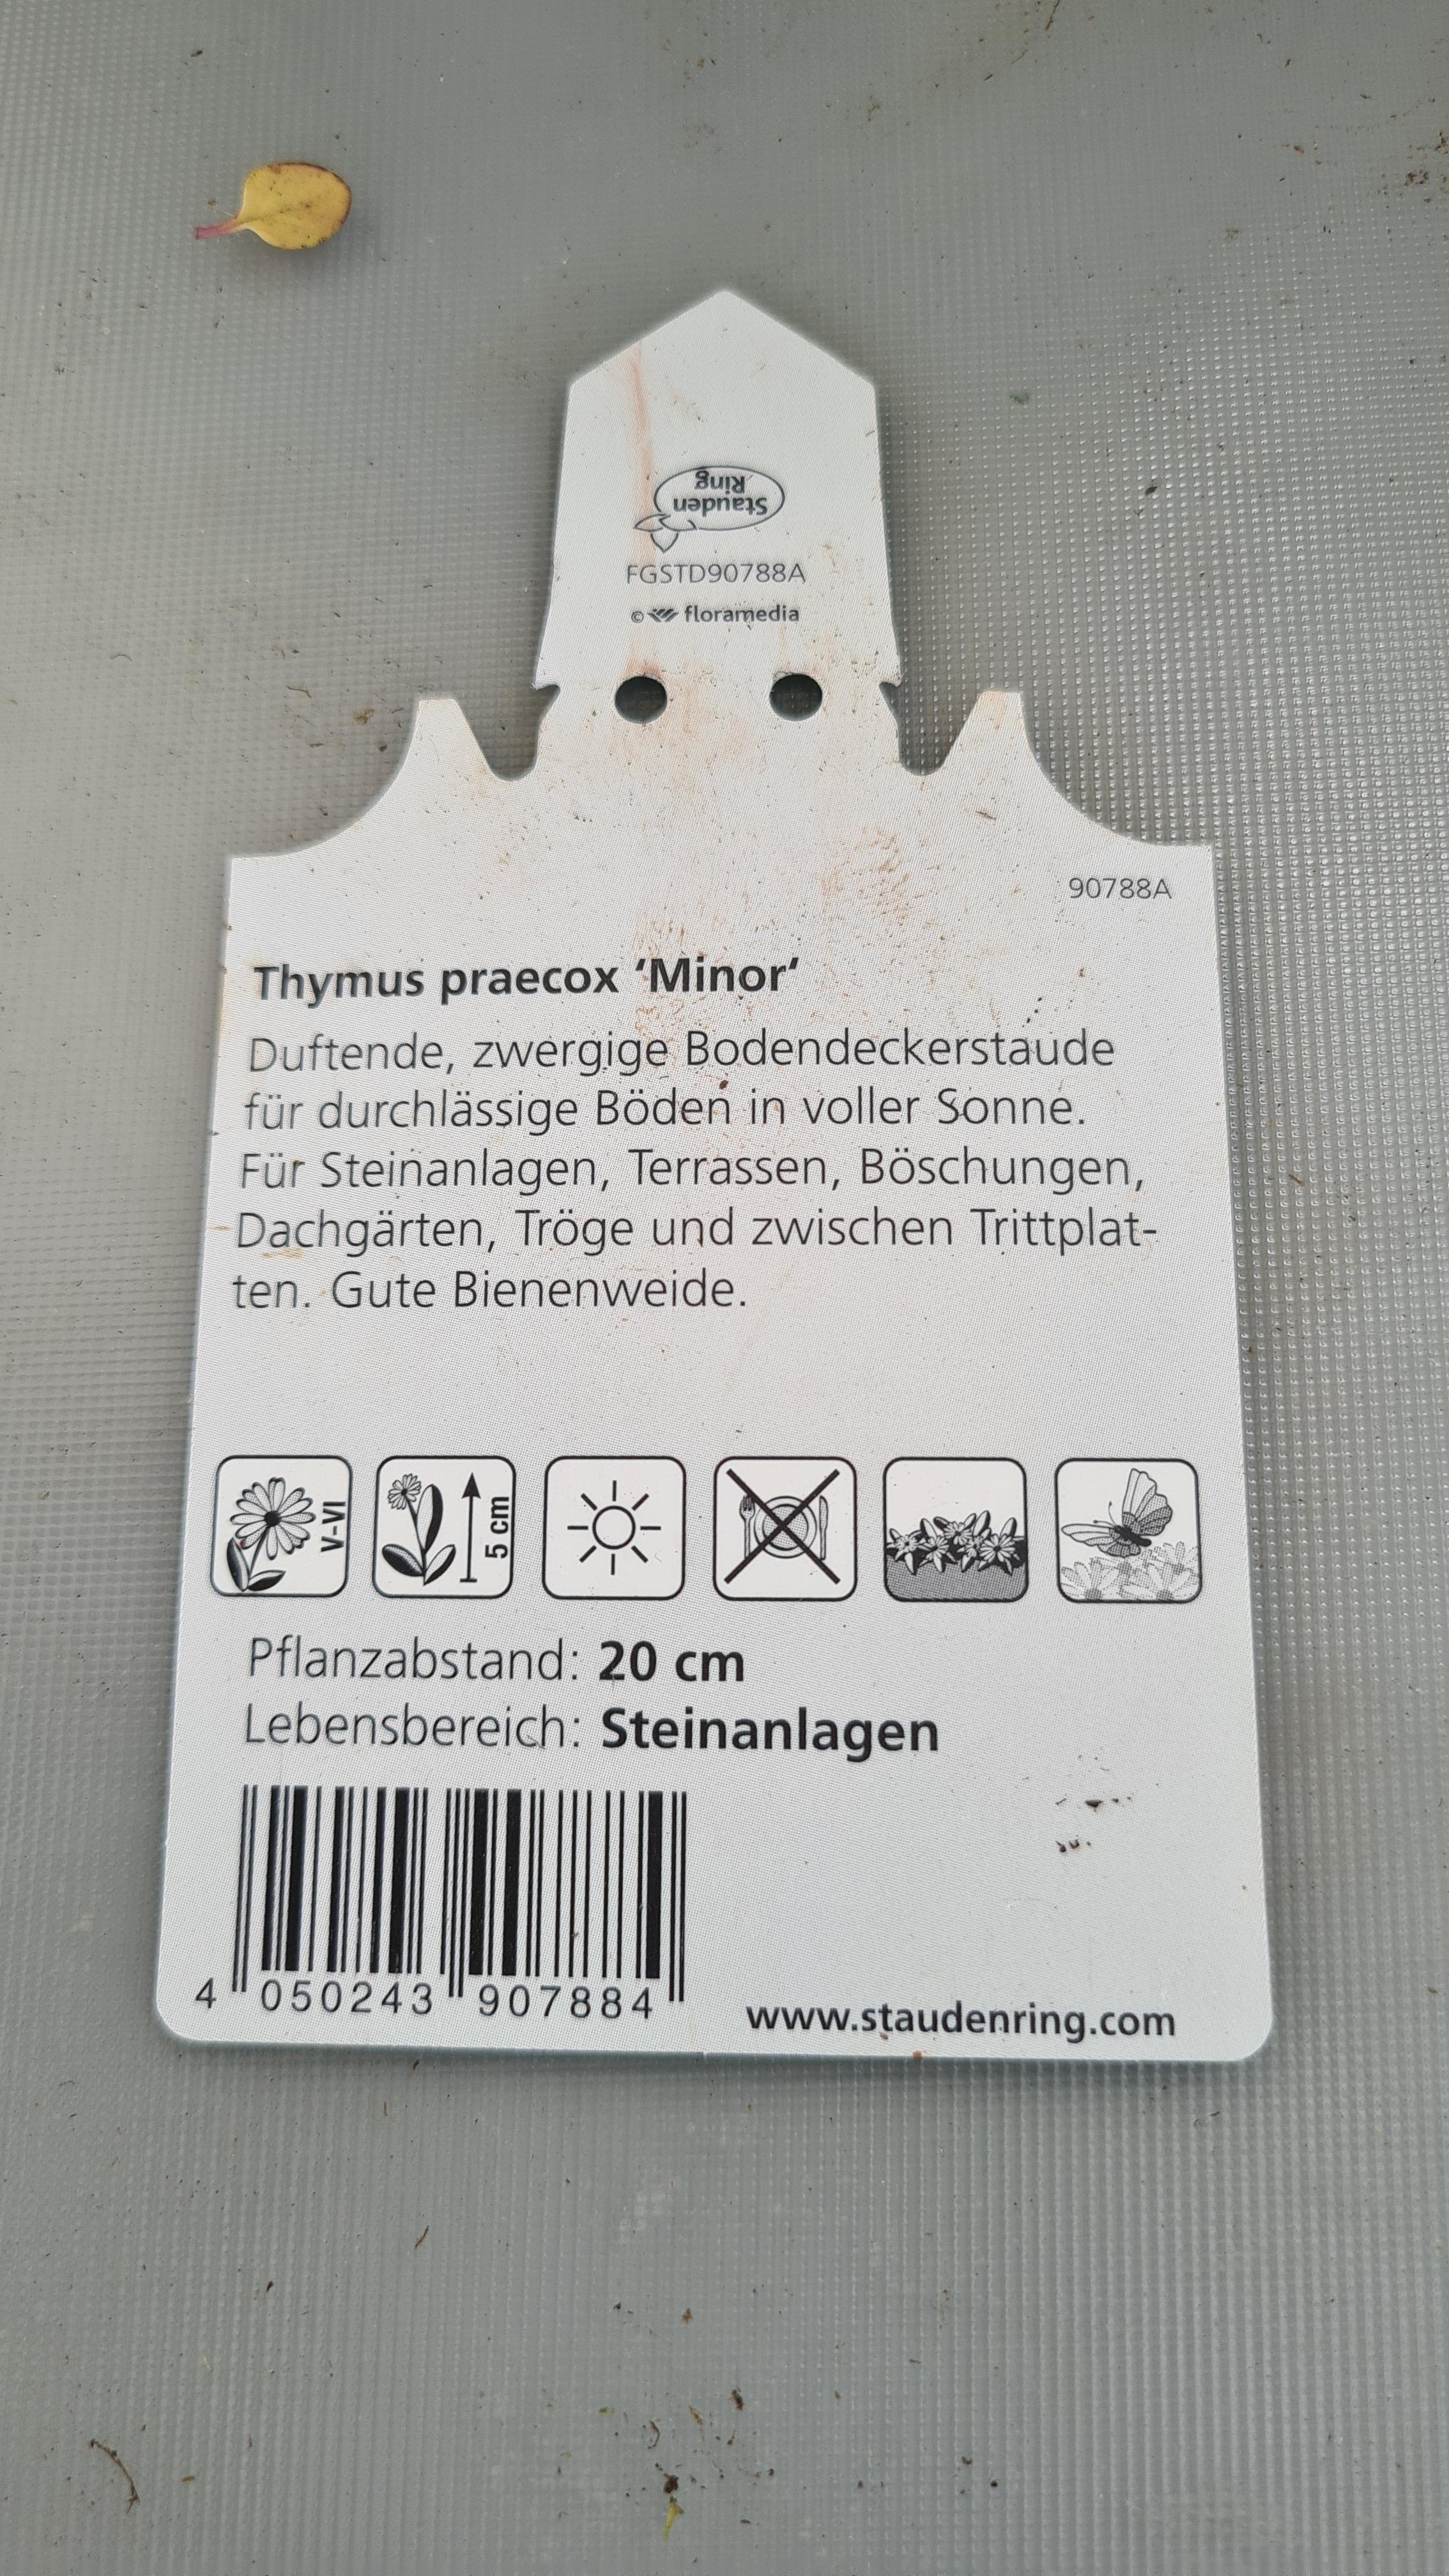 Stauden
Ring
FGSTD90788A
© floramedia
90788A
Thymus praecox ‘Minor‘
Duftende, zwergige Bodendeckerstaude
für durchlässige Böden in voller Sonne.
Für Steinanlagen, Terrassen, Böschungen,
Dachgärten, Tröge und zwischen Trittplat-
ten. Gute Bienenweide.
V-VI
5 cm
Pflanzabstand: 20 cm
Lebensbereich: Steinanlagen
4 050243 907884
www.staudenring.com